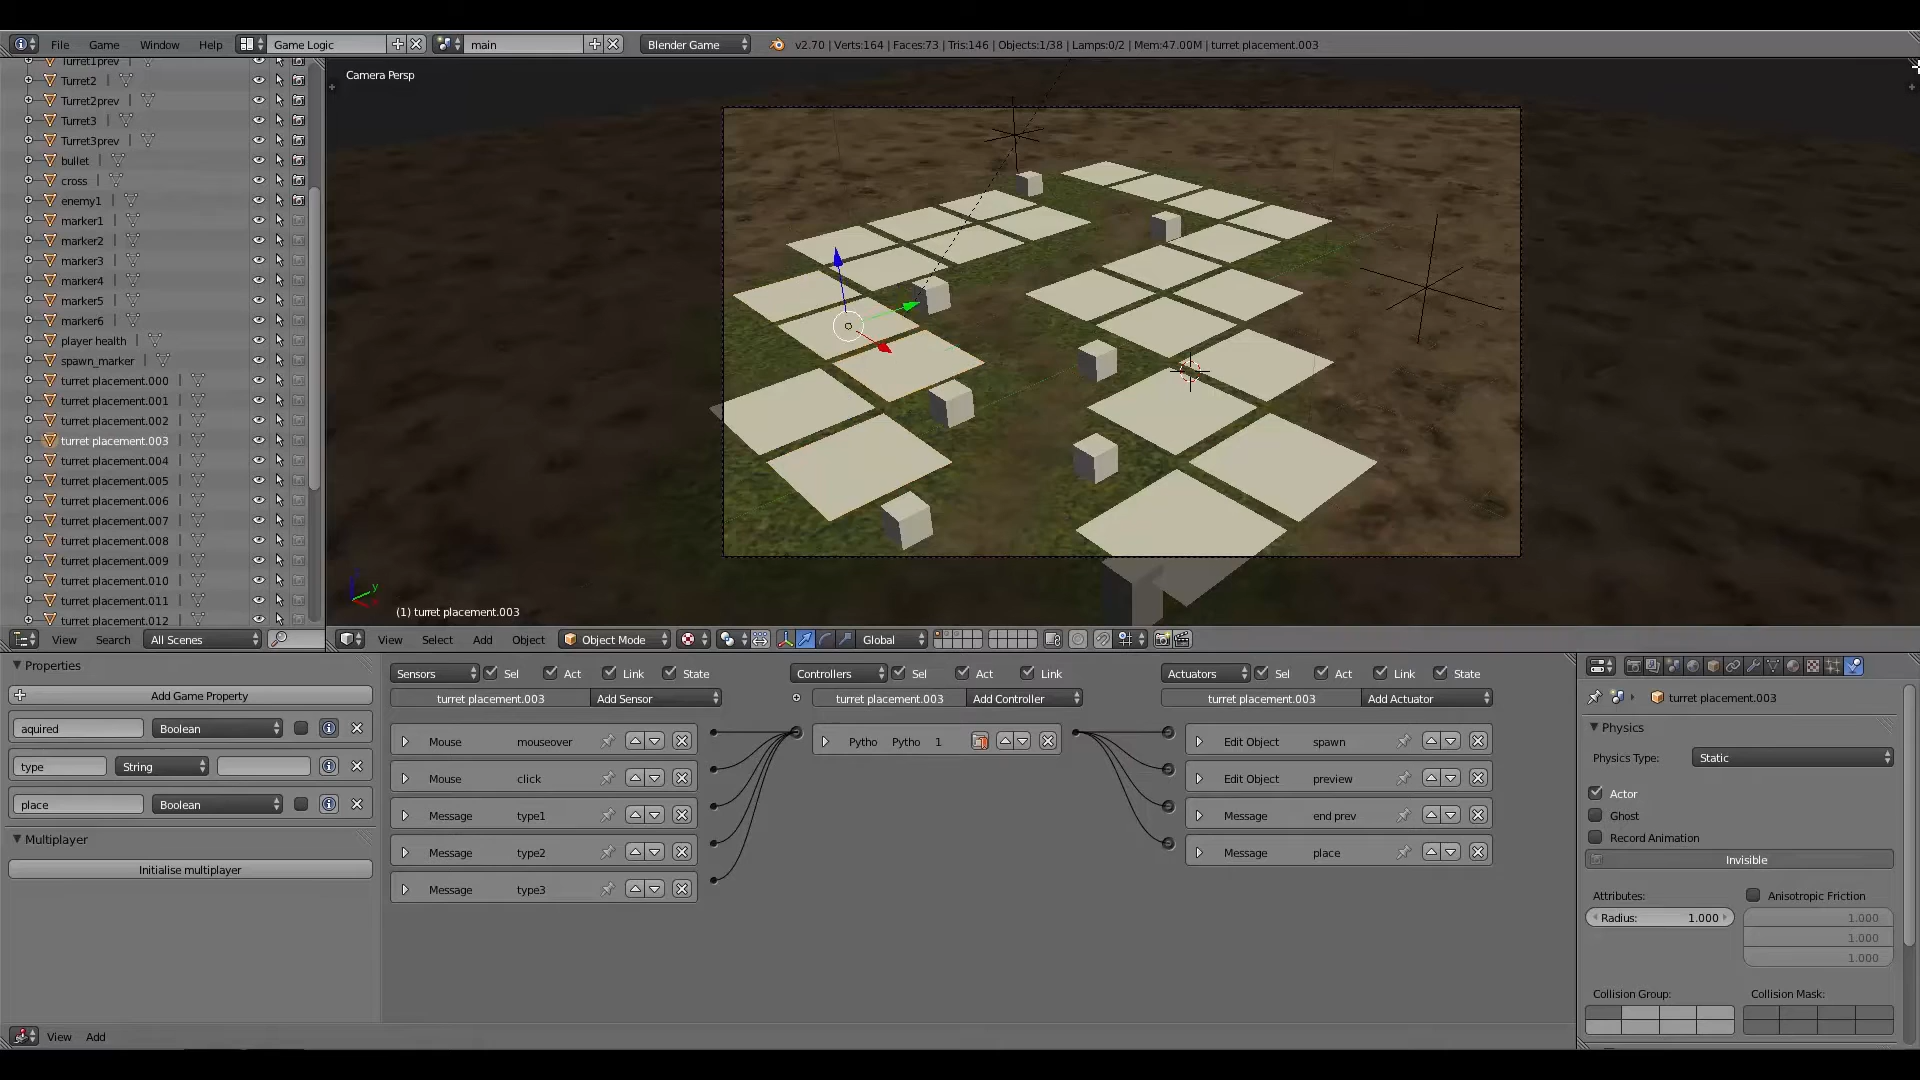 File Game Window Help Game Logic main Blender Game v2.70 | Verts:164 | Faces:73 | Tris:146 | Objects:1/38 | Lamps:0/2 | Mem:47.00M | turret placement.003
Turret1prev
Turret2
Turret2prev
Turret3
Turret3prev
bullet
cross
enemy1
marker1
marker2
marker3
marker4
marker5
marker6
player health
spawn_marker
turret placement.000
turret placement.001
turret placement.002
turret placement.003
turret placement.004
turret placement.005
turret placement.006
turret placement.007
turret placement.008
turret placement.009
turret placement.010
turret placement.011
turret placement.012
View Search All Scenes
Camera Persp
y
(1) turret placement.003
View Select Add Object Object Mode Global
Properties
Add Game Property
aquired Boolean
type String
place Boolean
Multiplayer
Initialise multiplayer
Sensors Sel Act Link State
turret placement.003 Add Sensor
Mouse mouseover
Mouse click
Message type1
Message type2
Message type3
Controllers Sel Act Link
turret placement.003 Add Controller
Pytho Pytho 1
Actuators Sel Act Link State
turret placement.003 Add Actuator
Edit Object spawn
Edit Object preview
Message end prev
Message place
turret placement.003
Physics
Physics Type: Static
Actor
Ghost
Record Animation
Invisible
Attributes: Anisotropic Friction
Radius: 1.000 1.000
1.000
1.000
Collision Group: Collision Mask:
View Add